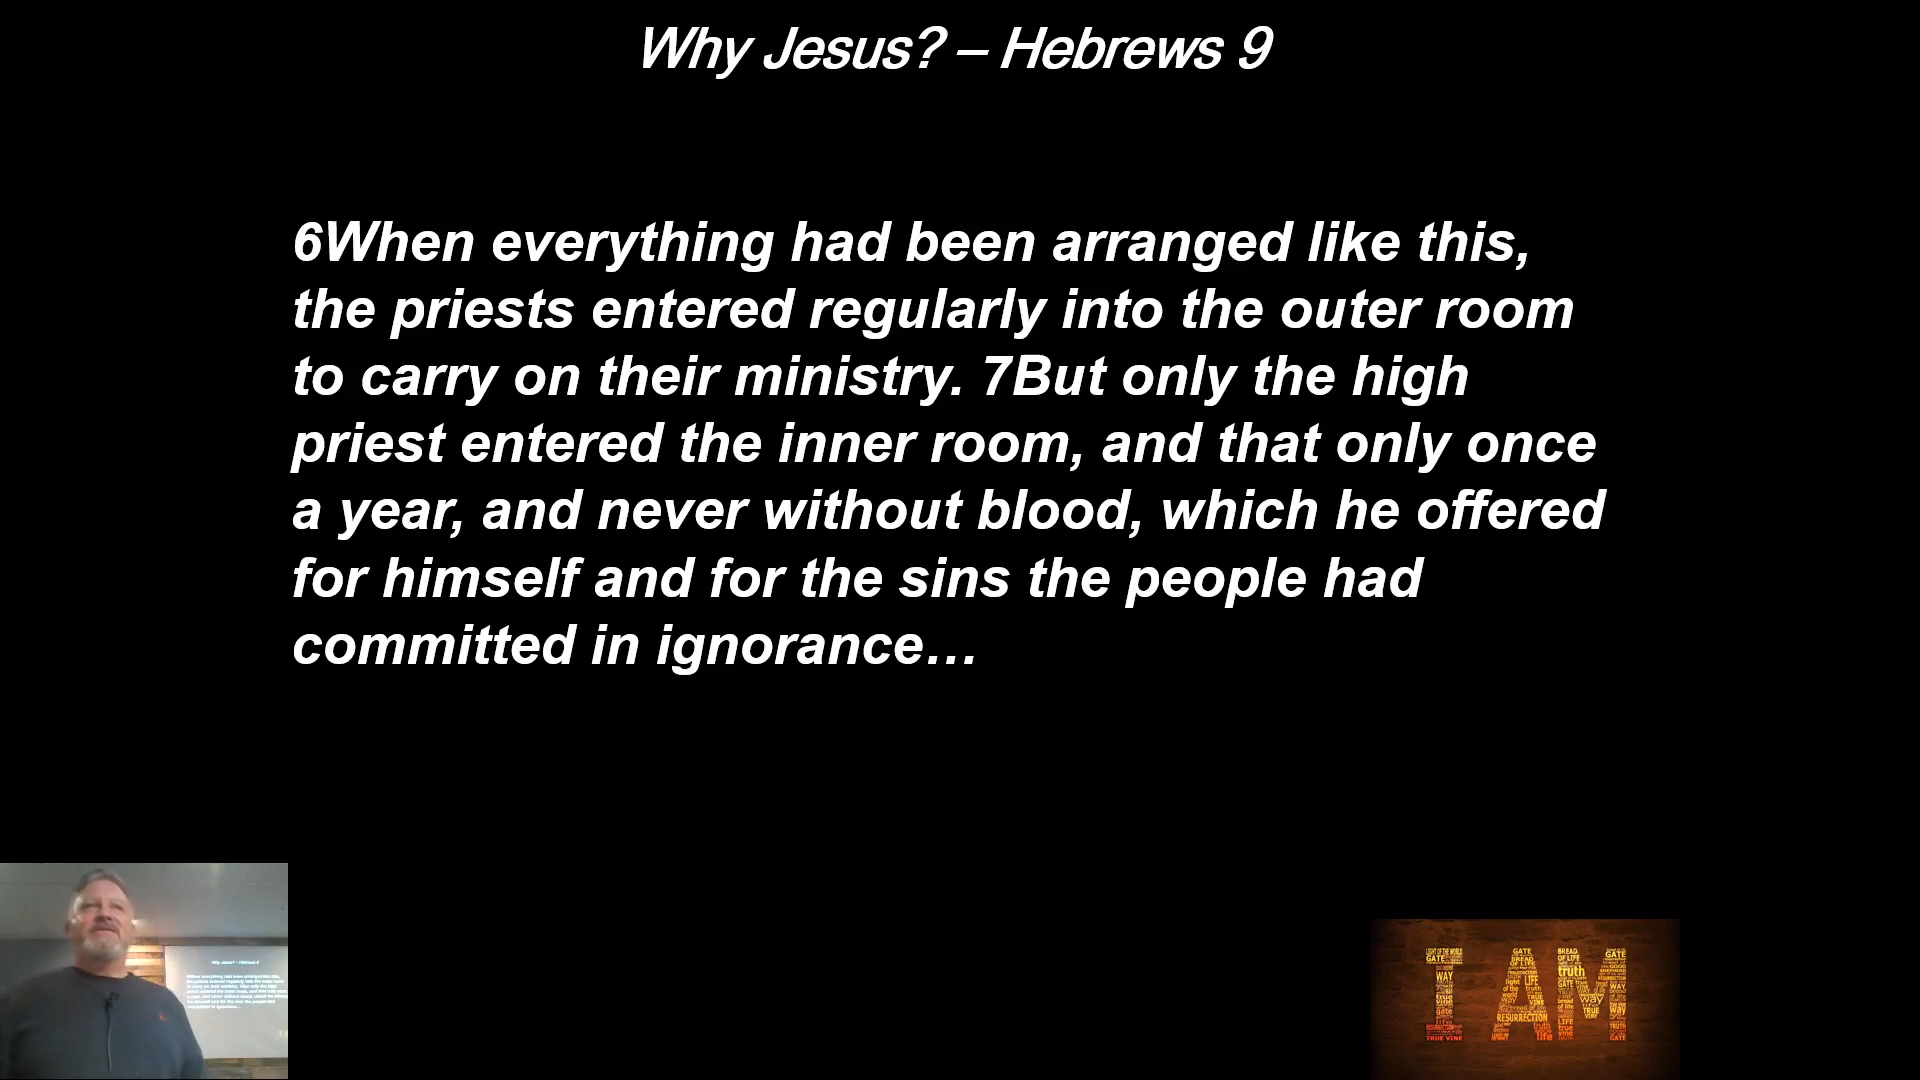 Why Jesus? – Hebrews 9
6When everything had been arranged like this,
the priests entered regularly into the outer room
to carry on their ministry. 7But only the high
priest entered the inner room, and that only once
a year, and never without blood, which he offered
for himself and for the sins the people had
committed in ignorance…
I AM